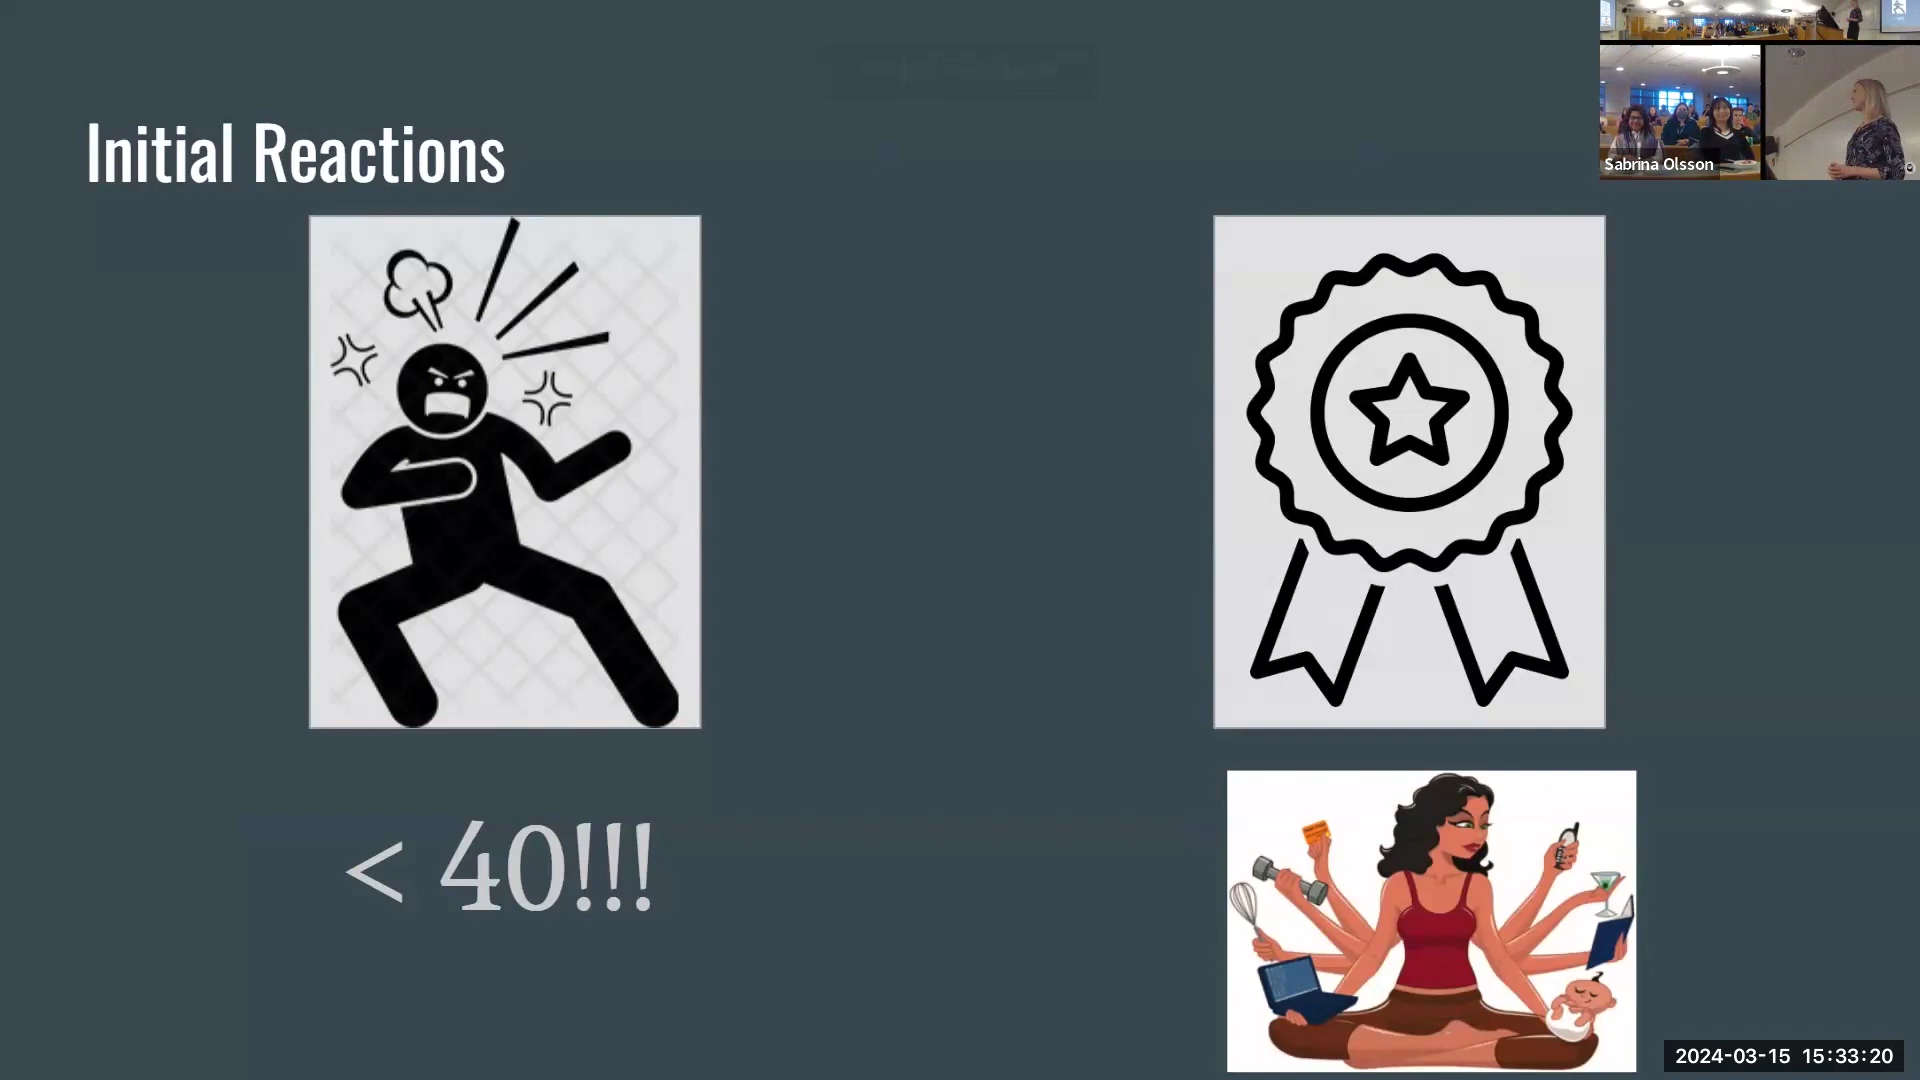 Initial Reactions
Sabrina Olsson
< 40!!!
2024-03-15 15:33:20